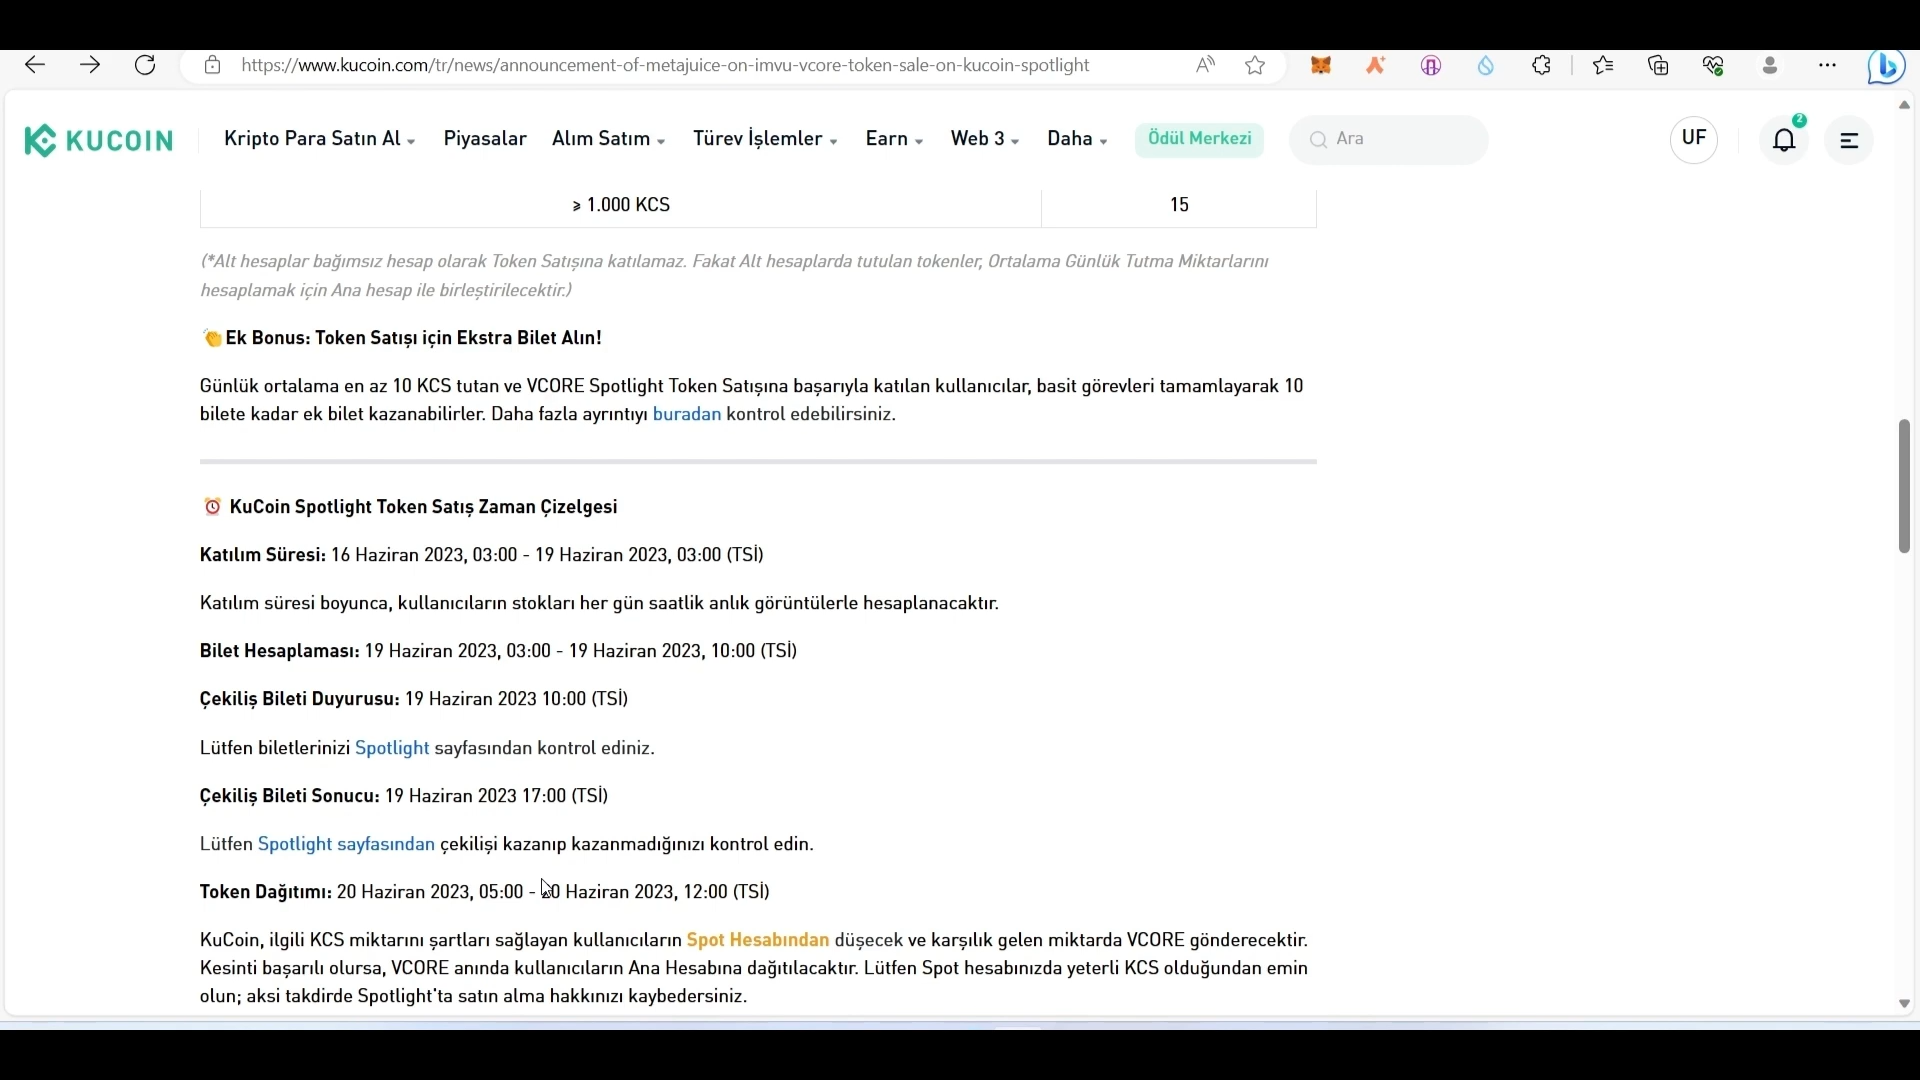 https://www.kucoin.com/tr/news/announcement-of-metajuice-on-imvu-vcore-token-sale-on-kucoin-spotlight
KUCOIN
Kripto Para Satın Al
Piyasalar
Alım Satım
Türev İşlemler
Earn
Web 3
Daha
Ödül Merkezi
Ara
UF
2
≥ 1.000 KCS
15
(*Alt hesaplar bağımsız hesap olarak Token Satışına katılamaz. Fakat Alt hesaplarda tutulan tokenler, Ortalama Günlük Tutma Miktarlarını
hesaplamak için Ana hesap ile birleştirilecektir.)
👏Ek Bonus: Token Satışı için Ekstra Bilet Alın!
Günlük ortalama en az 10 KCS tutan ve VCORE Spotlight Token Satışına başarıyla katılan kullanıcılar, basit görevleri tamamlayarak 10
bilete kadar ek bilet kazanabilirler. Daha fazla ayrıntıyı buradan kontrol edebilirsiniz.
⏰ KuCoin Spotlight Token Satış Zaman Çizelgesi
Katılım Süresi: 16 Haziran 2023, 03:00 - 19 Haziran 2023, 03:00 (TSİ)
Katılım süresi boyunca, kullanıcıların stokları her gün saatlik anlık görüntülerle hesaplanacaktır.
Bilet Hesaplaması: 19 Haziran 2023, 03:00 - 19 Haziran 2023, 10:00 (TSİ)
Çekiliş Bileti Duyurusu: 19 Haziran 2023 10:00 (TSİ)
Lütfen biletlerinizi Spotlight sayfasından kontrol ediniz.
Çekiliş Bileti Sonucu: 19 Haziran 2023 17:00 (TSİ)
Lütfen Spotlight sayfasından çekilişi kazanıp kazanmadığınızı kontrol edin.
Token Dağıtımı: 20 Haziran 2023, 05:00 - 20 Haziran 2023, 12:00 (TSİ)
KuCoin, ilgili KCS miktarını şartları sağlayan kullanıcıların Spot Hesabından düşecek ve karşılık gelen miktarda VCORE gönderecektir.
Kesinti başarılı olursa, VCORE anında kullanıcıların Ana Hesabına dağıtılacaktır. Lütfen Spot hesabınızda yeterli KCS olduğundan emin
olun; aksi takdirde Spotlight'ta satın alma hakkınızı kaybedersiniz.